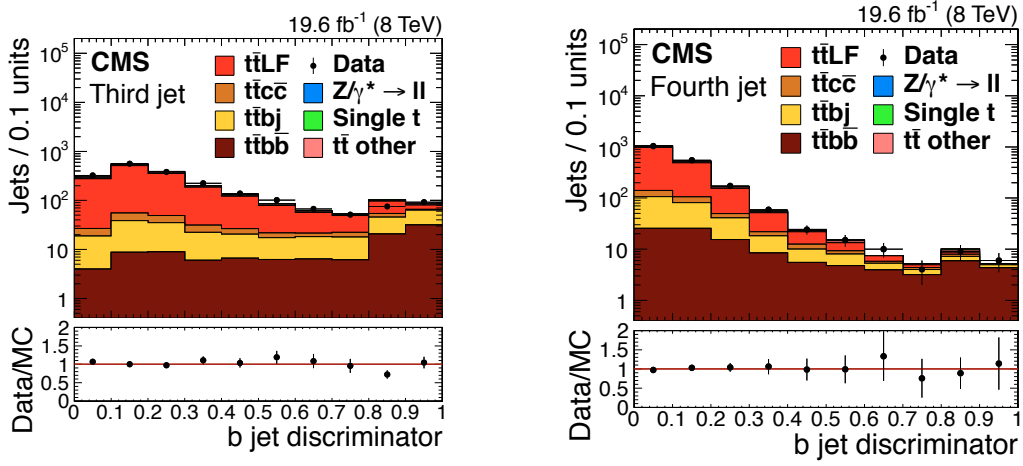 19.6 fb⁻¹ (8 TeV)
Jets / 0.1 units
10⁵
10⁴
10³
10²
10
1
CMS
Third jet
tt̄LF
Data
tt̄cc̄
Z/γ* → ll
tt̄bj
Single t
tt̄bb̄
tt̄ other
Data/MC
2
1.5
1
0.5
0
0 0.1 0.2 0.3 0.4 0.5 0.6 0.7 0.8 0.9 1
b jet discriminator
19.6 fb⁻¹ (8 TeV)
Jets / 0.1 units
10⁵
10⁴
10³
10²
10
1
CMS
Fourth jet
tt̄LF
Data
tt̄cc̄
Z/γ* → ll
tt̄bj
Single t
tt̄bb̄
tt̄ other
Data/MC
2
1.5
1
0.5
0
0 0.1 0.2 0.3 0.4 0.5 0.6 0.7 0.8 0.9 1
b jet discriminator